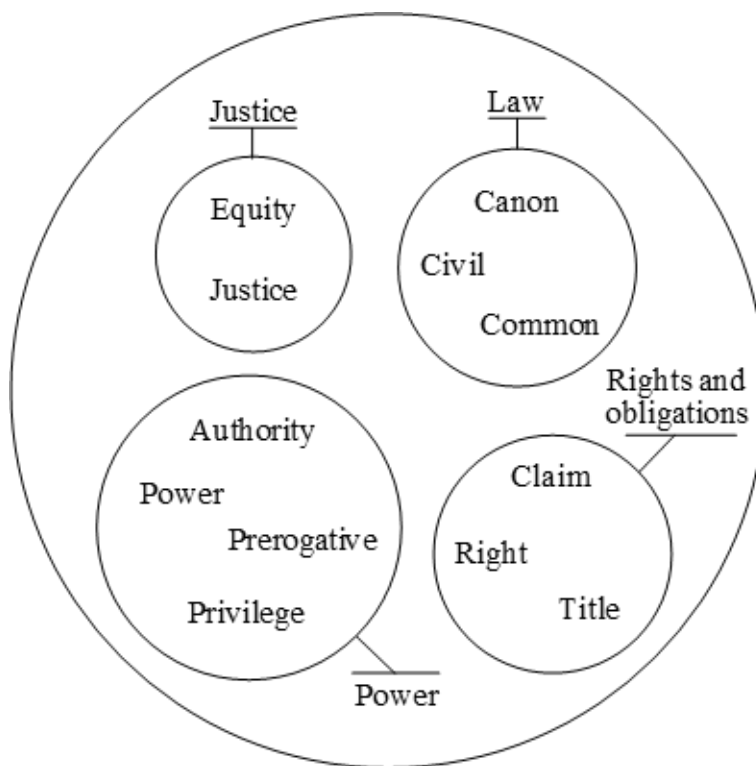 Justice
Equity
Justice
Law
Canon
Civil
Common
Authority
Power
Prerogative
Privilege
Power
Rights and
obligations
Claim
Right
Title